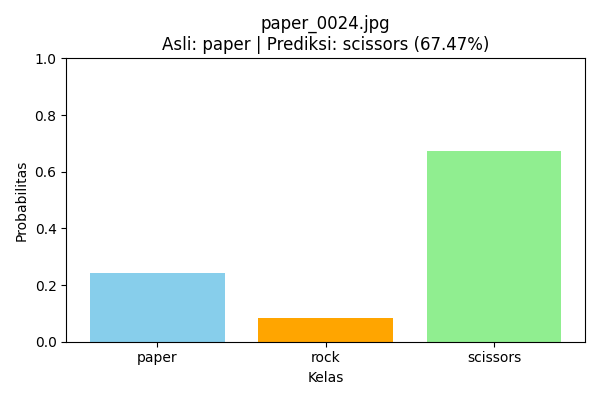 paper_0024.jpg
Asli: paper | Prediksi: scissors (67.47%)
1.0
0.8
0.6
0.4
0.2
0.0
Probabilitas
paper rock scissors
Kelas